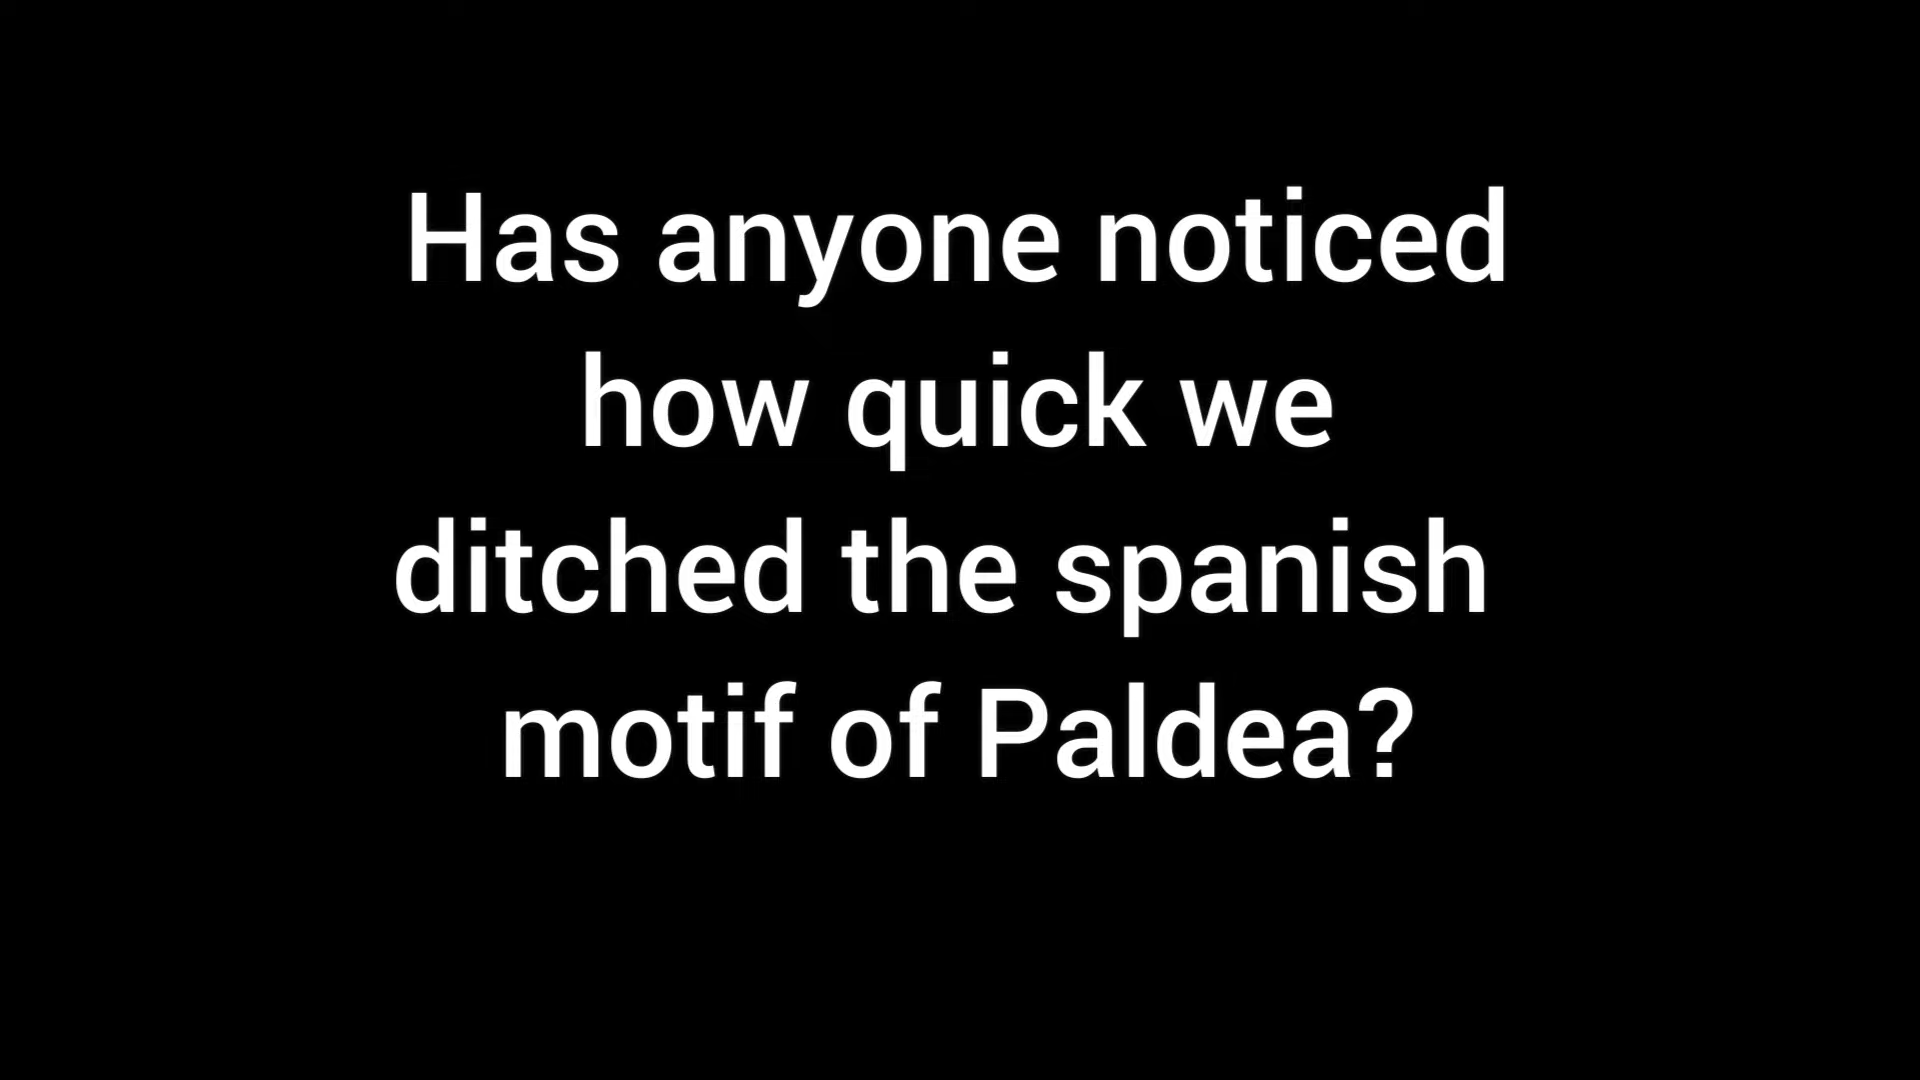 Has anyone noticed
how quick we
ditched the spanish
motif of Paldea?